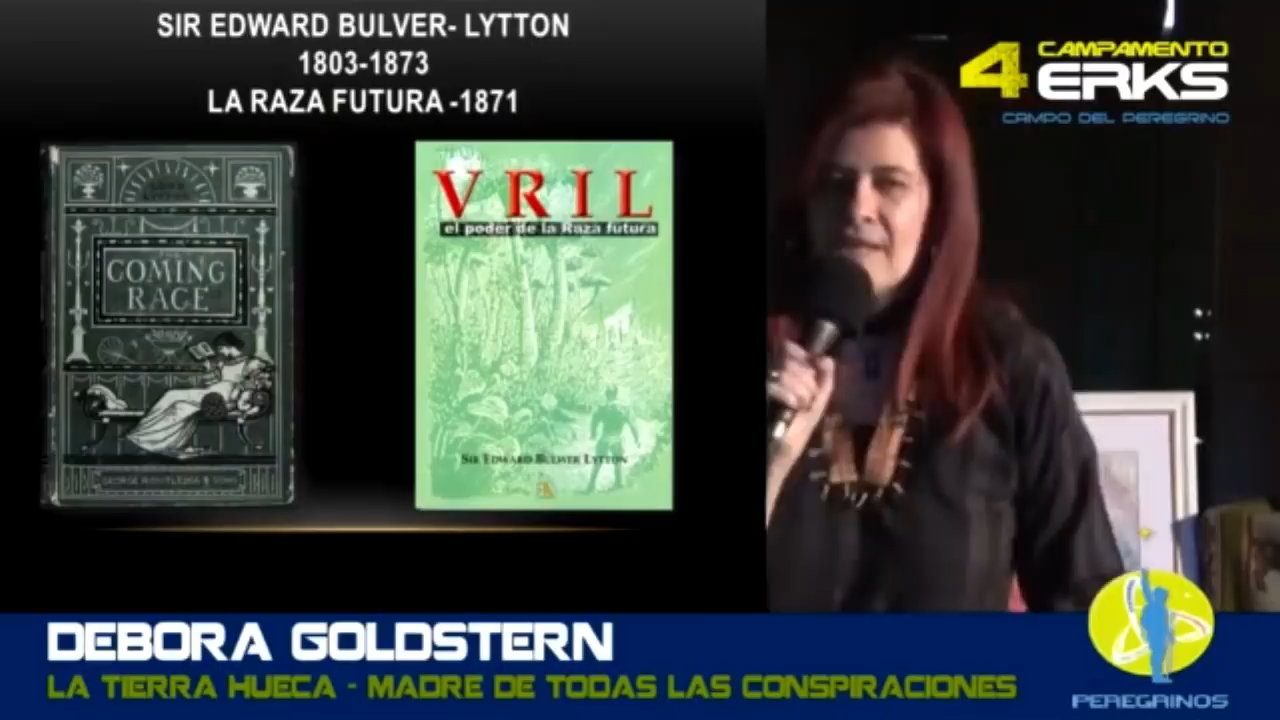 SIR EDWARD BULVER- LYTTON
1803-1873
LA RAZA FUTURA -1871
COMING
RACE
GEORGE ROUTLEDGE & SONS
VRIL
el poder de la Raza futura
SIR EDWARD BULWER LYTTON
4 CAMPAMENTO
ERKS
CAMPO DEL PEREGRINO
DEBORA GOLDSTERN
LA TIERRA HUECA - MADRE DE TODAS LAS CONSPIRACIONES
PEREGRINOS